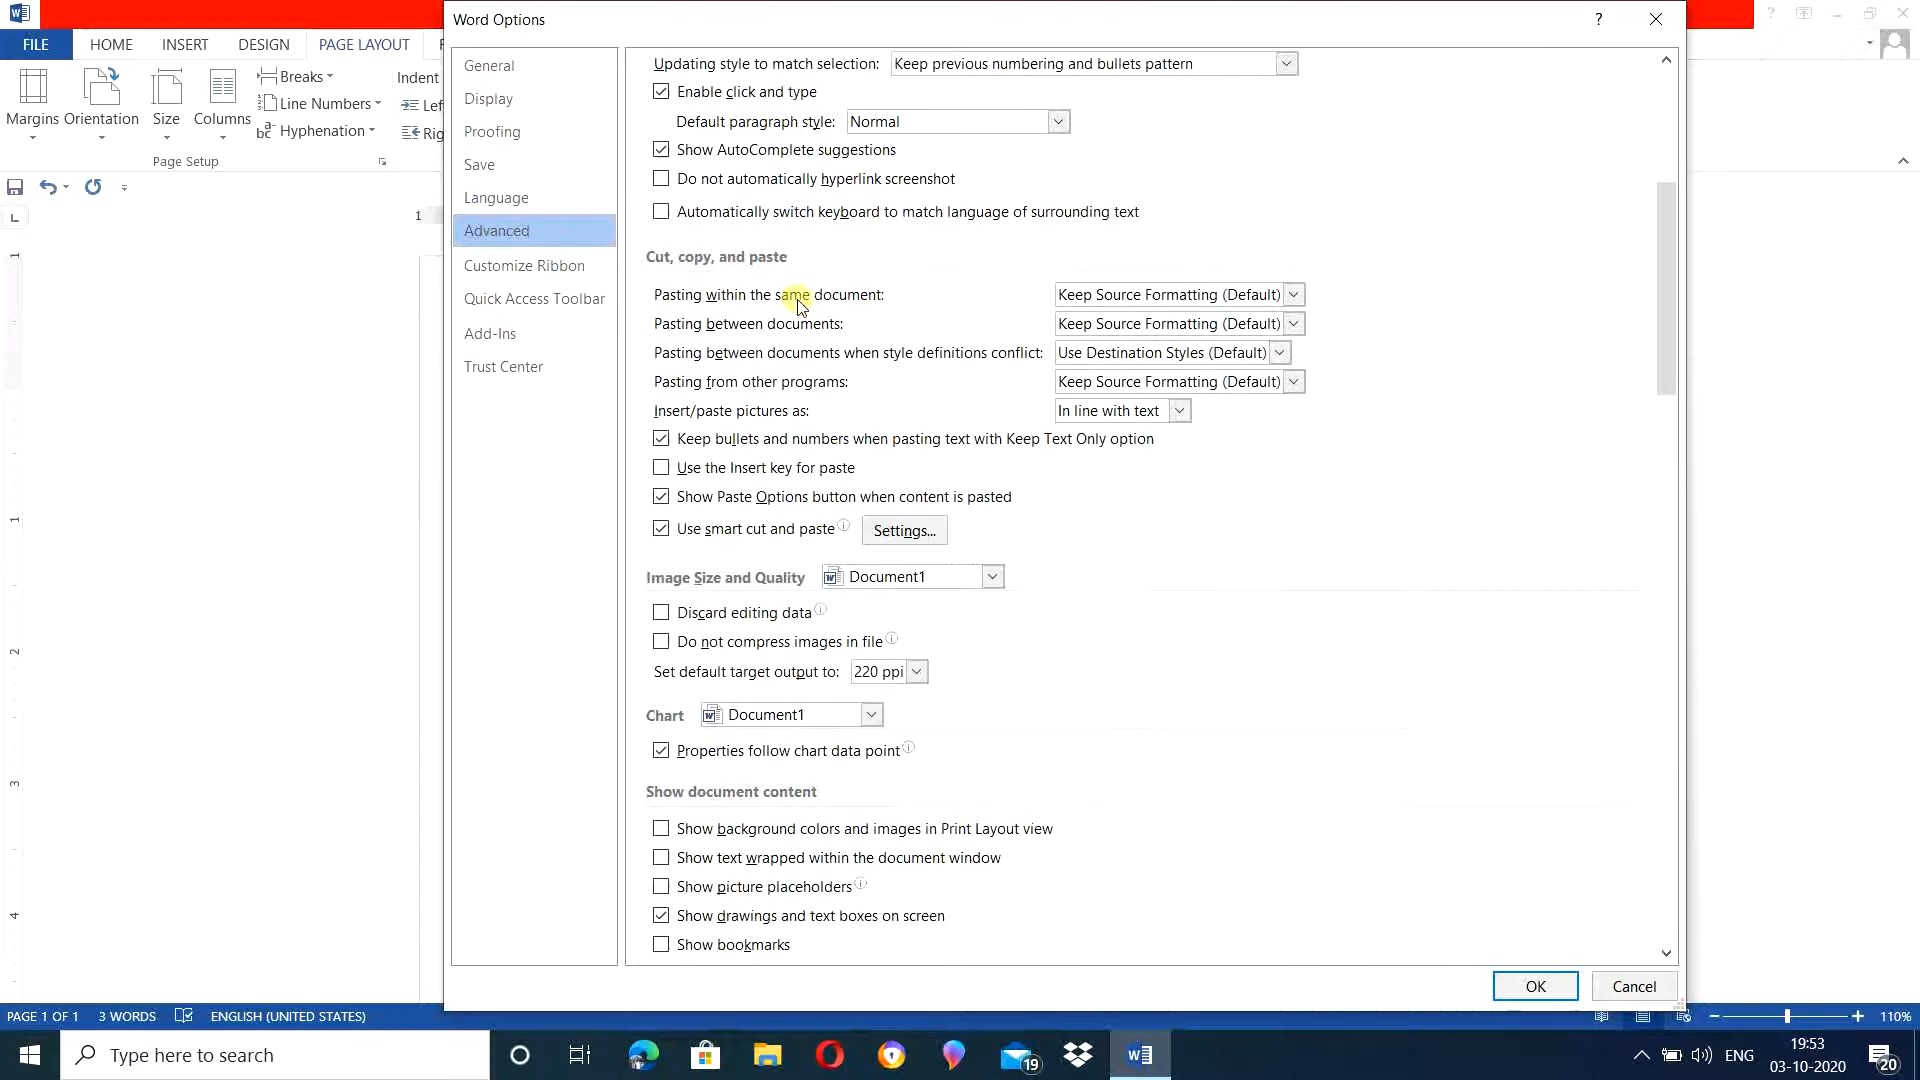 Word Options
?
FILE HOME INSERT DESIGN PAGE LAYOUT
Margins Orientation Size Columns
Breaks
Line Numbers
Hyphenation
Indent
Page Setup
L
1
1
1
2
3
4
General
Display
Proofing
Save
Language
Advanced
Customize Ribbon
Quick Access Toolbar
Add-Ins
Trust Center
Updating style to match selection: Keep previous numbering and bullets pattern
Enable click and type
Default paragraph style: Normal
Show AutoComplete suggestions
Do not automatically hyperlink screenshot
Automatically switch keyboard to match language of surrounding text
Cut, copy, and paste
Pasting within the same document: Keep Source Formatting (Default)
Pasting between documents: Keep Source Formatting (Default)
Pasting between documents when style definitions conflict: Use Destination Styles (Default)
Pasting from other programs: Keep Source Formatting (Default)
Insert/paste pictures as: In line with text
Keep bullets and numbers when pasting text with Keep Text Only option
Use the Insert key for paste
Show Paste Options button when content is pasted
Use smart cut and paste Settings...
Image Size and Quality Document1
Discard editing data
Do not compress images in file
Set default target output to: 220 ppi
Chart Document1
Properties follow chart data point
Show document content
Show background colors and images in Print Layout view
Show text wrapped within the document window
Show picture placeholders
Show drawings and text boxes on screen
Show bookmarks
OK Cancel
PAGE 1 OF 1 3 WORDS ENGLISH (UNITED STATES) 110%
Type here to search
19
ENG
19:53
03-10-2020
20